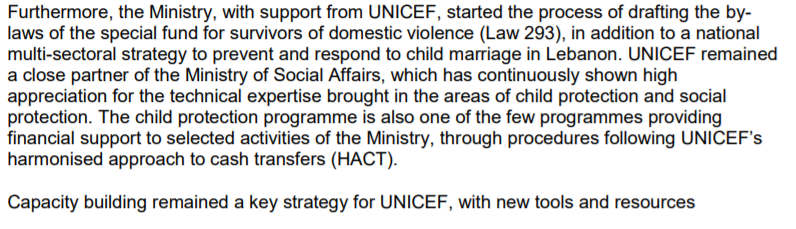 Furthermore, the Ministry, with support from UNICEF, started the process of drafting the by-
laws of the special fund for survivors of domestic violence (Law 293), in addition to a national
multi-sectoral strategy to prevent and respond to child marriage in Lebanon. UNICEF remained
a close partner of the Ministry of Social Affairs, which has continuously shown high
appreciation for the technical expertise brought in the areas of child protection and social
protection. The child protection programme is also one of the few programmes providing
financial support to selected activities of the Ministry, through procedures following UNICEF's
harmonised approach to cash transfers (HACT).
Capacity building remained a key strategy for UNICEF, with new tools and resources